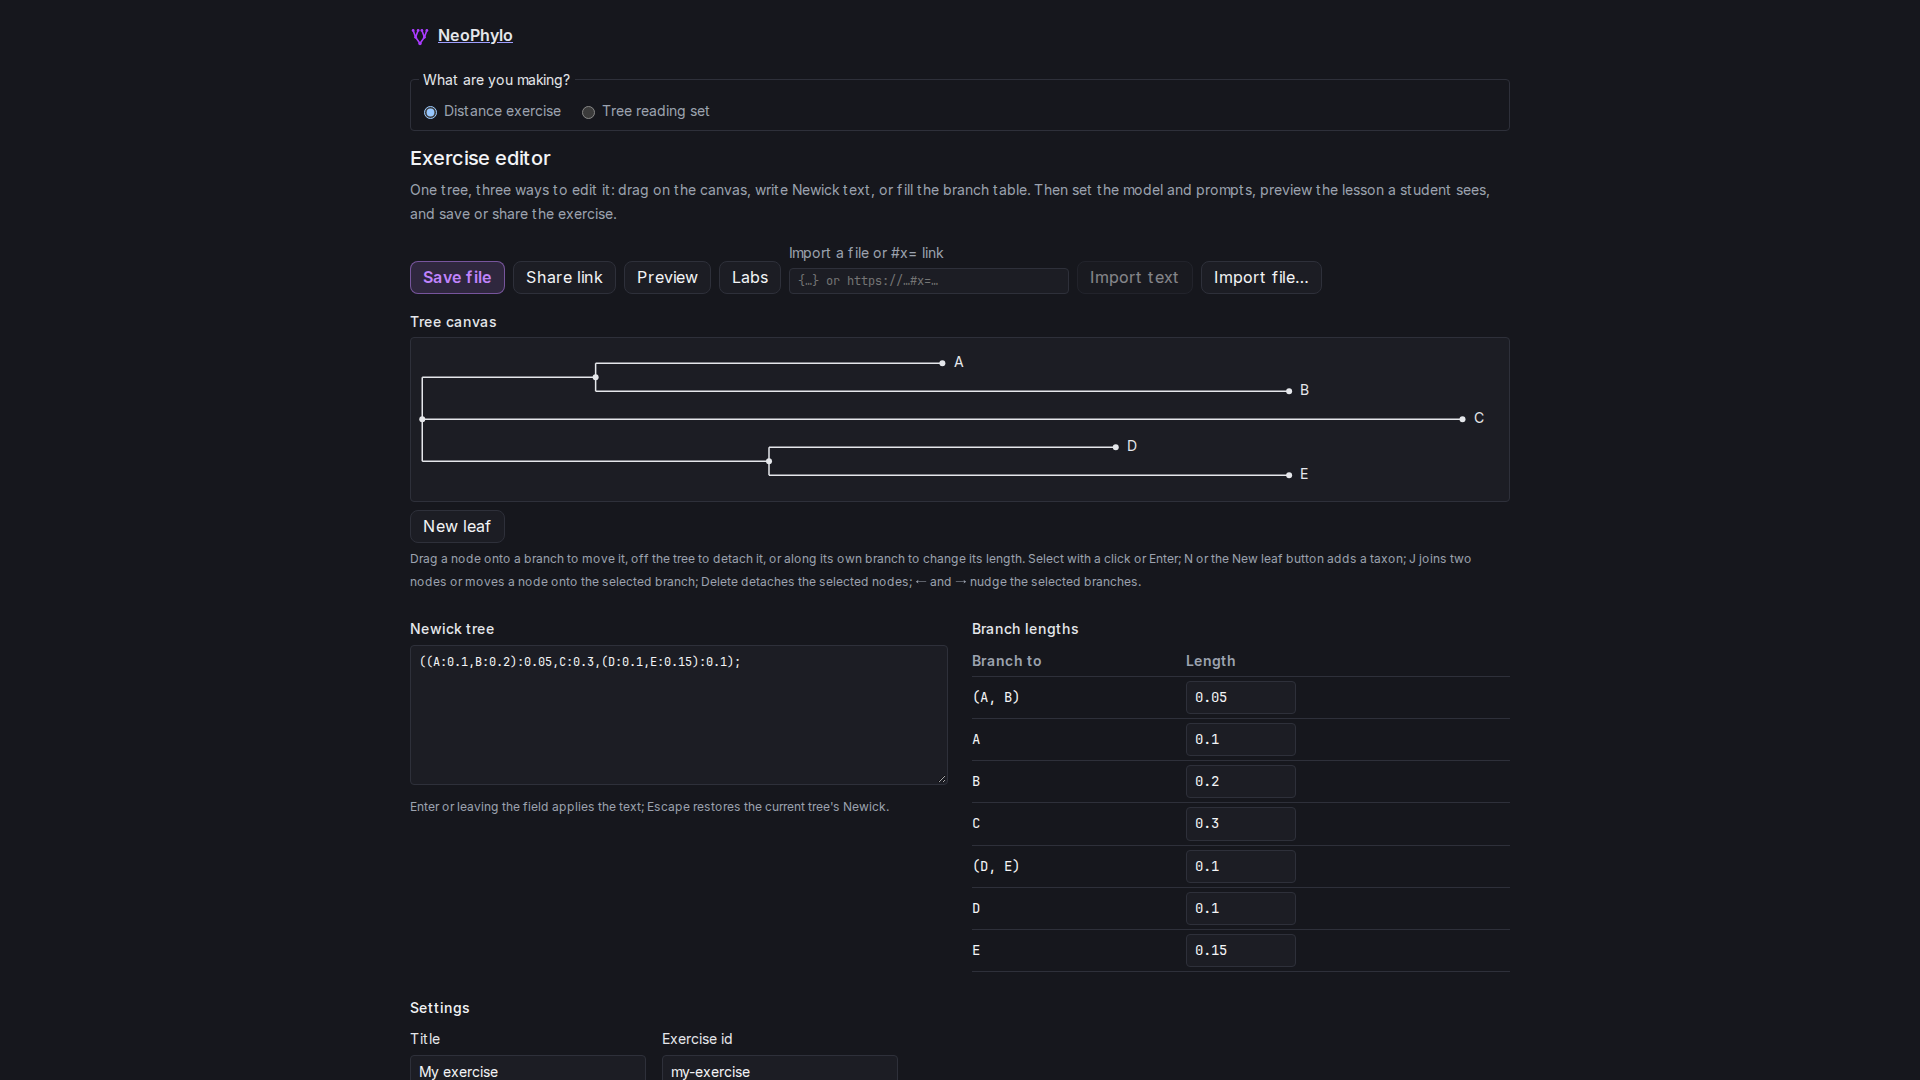 NeoPhylo
What are you making?
Distance exercise Tree reading set
Exercise editor
One tree, three ways to edit it: drag on the canvas, write Newick text, or fill the branch table. Then set the model and prompts, preview the lesson a student sees,
and save or share the exercise.
Import a file or #x= link
Save file Share link Preview Labs {…} or https://…#x=… Import text Import file…
Tree canvas
A
B
C
D
E
New leaf
Drag a node onto a branch to move it, off the tree to detach it, or along its own branch to change its length. Select with a click or Enter; N or the New leaf button adds a taxon; J joins two
nodes or moves a node onto the selected branch; Delete detaches the selected nodes; ← and → nudge the selected branches.
Newick tree
((A:0.1,B:0.2):0.05,C:0.3,(D:0.1,E:0.15):0.1);
Enter or leaving the field applies the text; Escape restores the current tree's Newick.
Branch lengths
Branch to Length
(A, B) 0.05
A 0.1
B 0.2
C 0.3
(D, E) 0.1
D 0.1
E 0.15
Settings
Title Exercise id
My exercise my-exercise